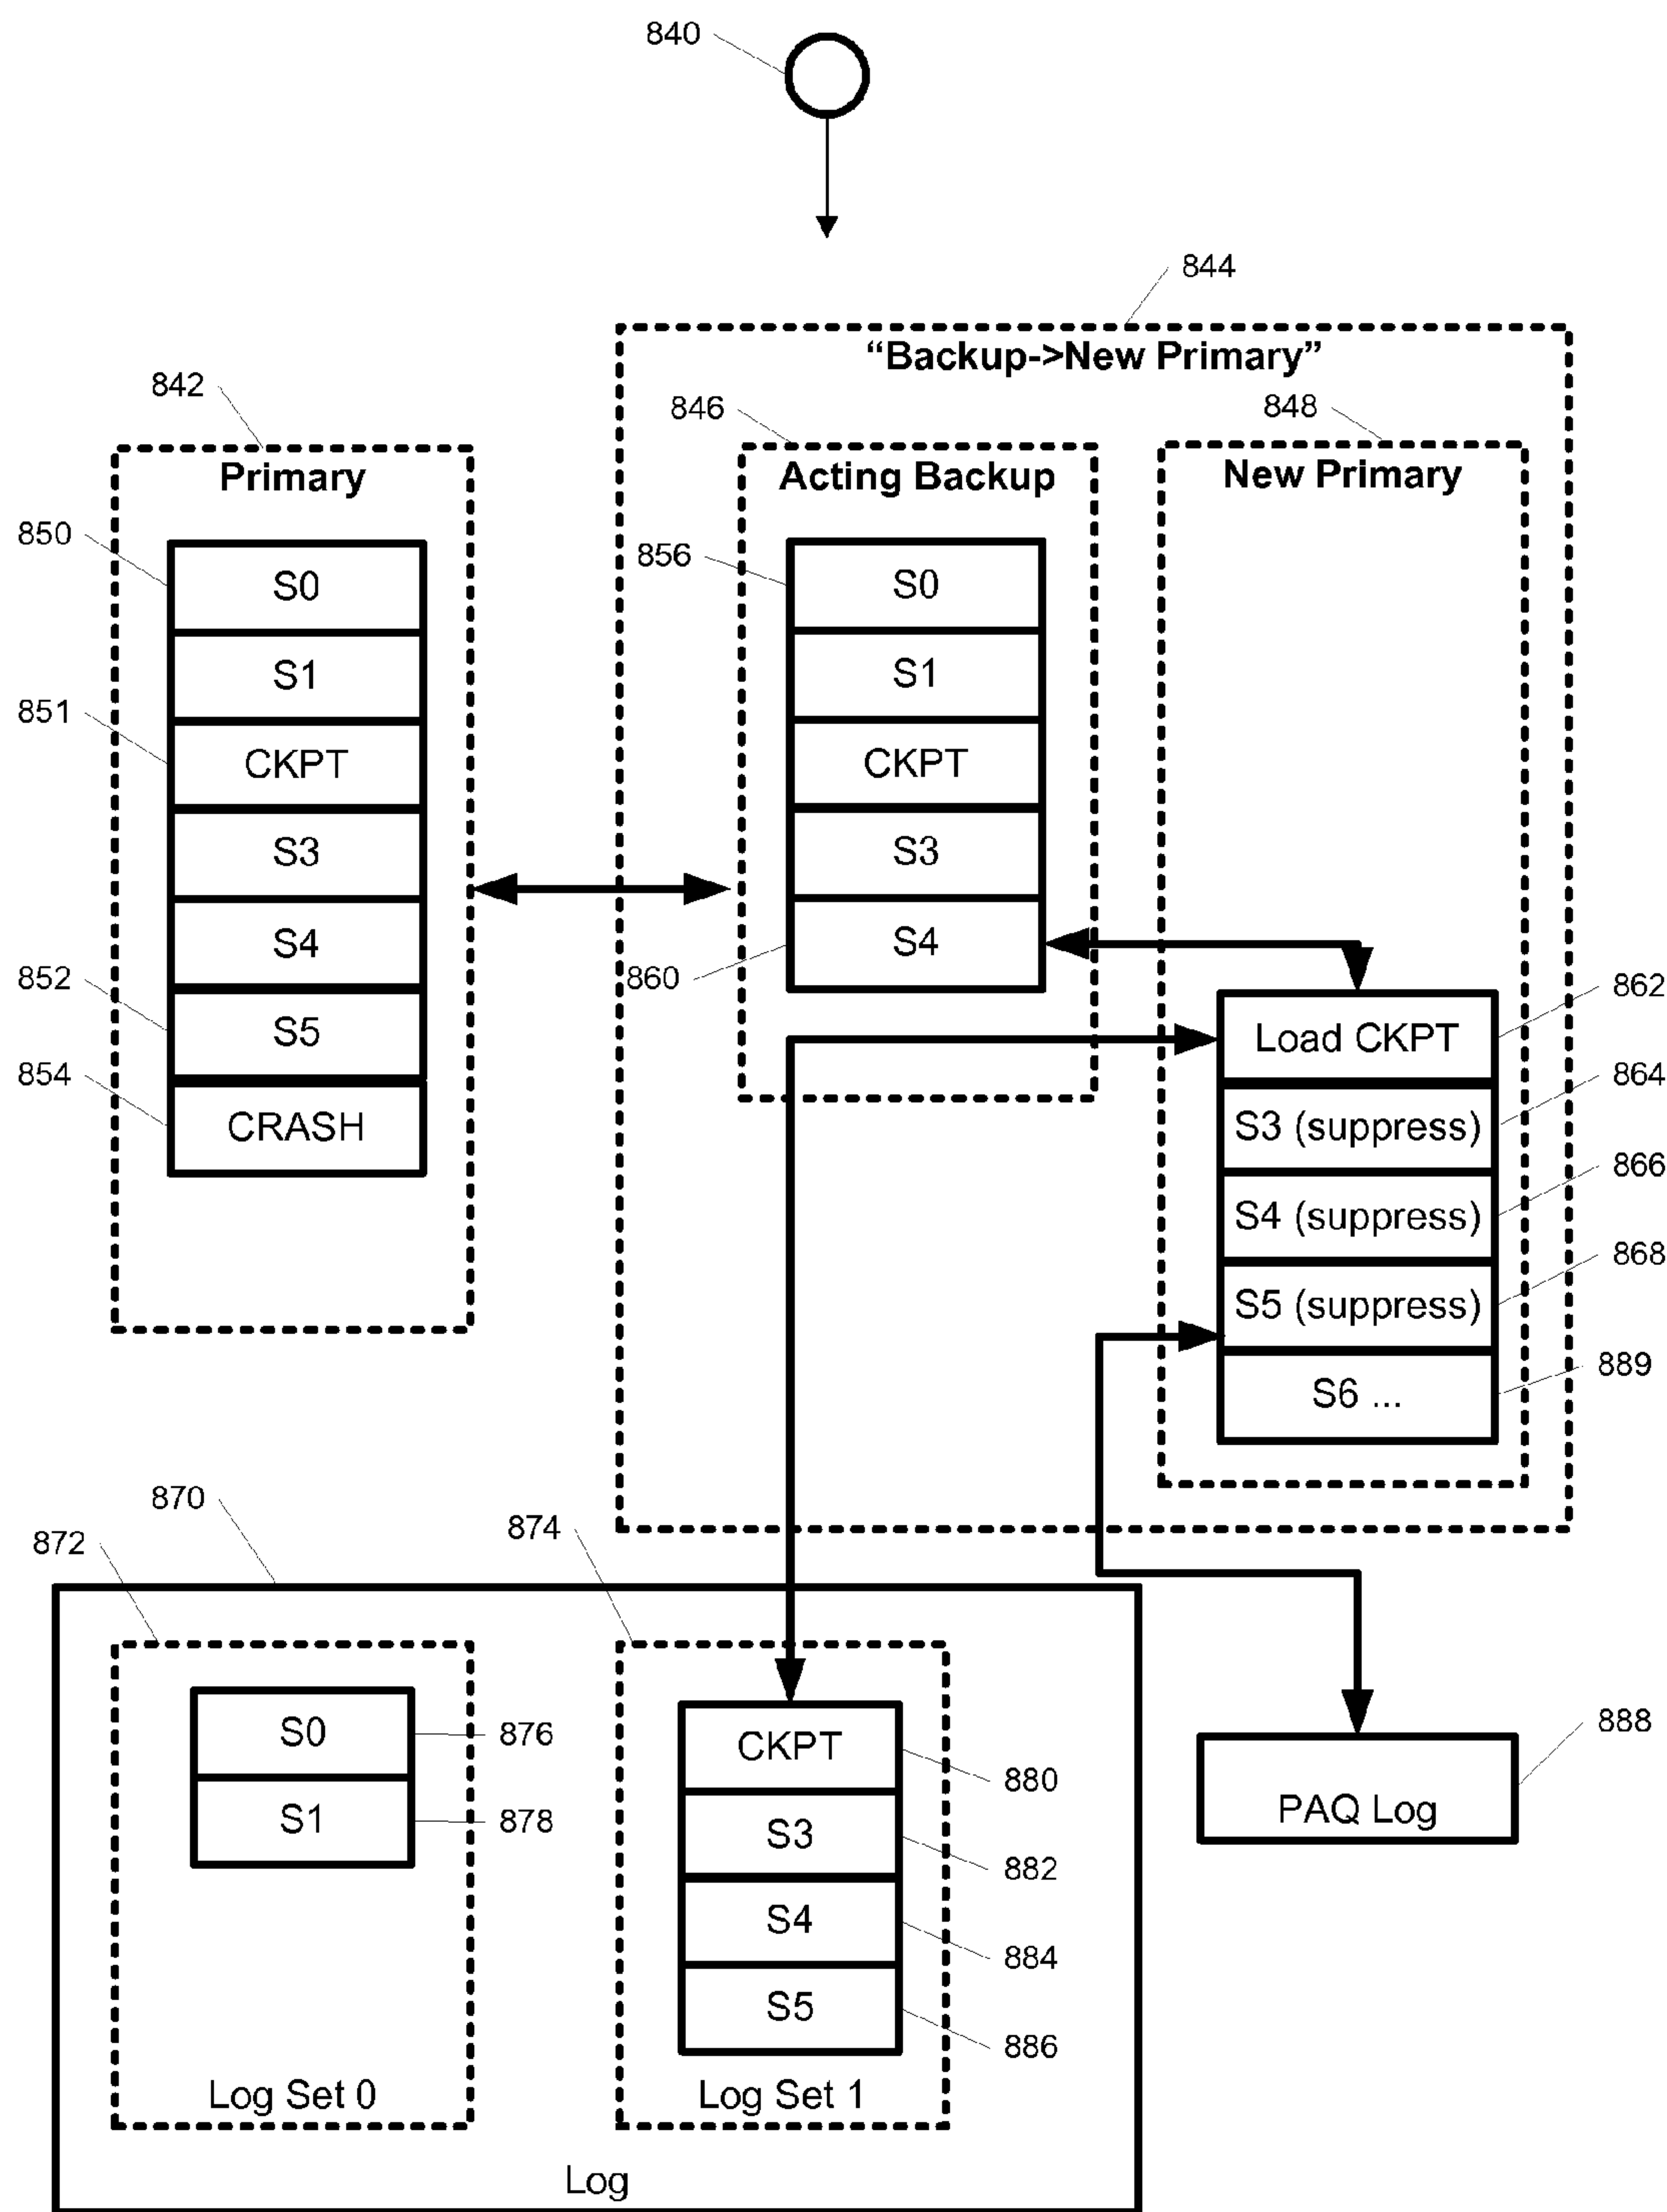 840
844
“Backup->New Primary”
842
846
848
Primary
Acting Backup
New Primary
850
S0
S1
851
CKPT
S3
S4
852
S5
854
CRASH
856
S0
S1
CKPT
S3
S4
860
862
Load CKPT
864
S3 (suppress)
866
S4 (suppress)
868
S5 (suppress)
889
S6 ...
870
872
874
S0
876
S1
878
Log Set 0
CKPT
880
S3
882
S4
884
S5
886
Log Set 1
Log
888
PAQ Log